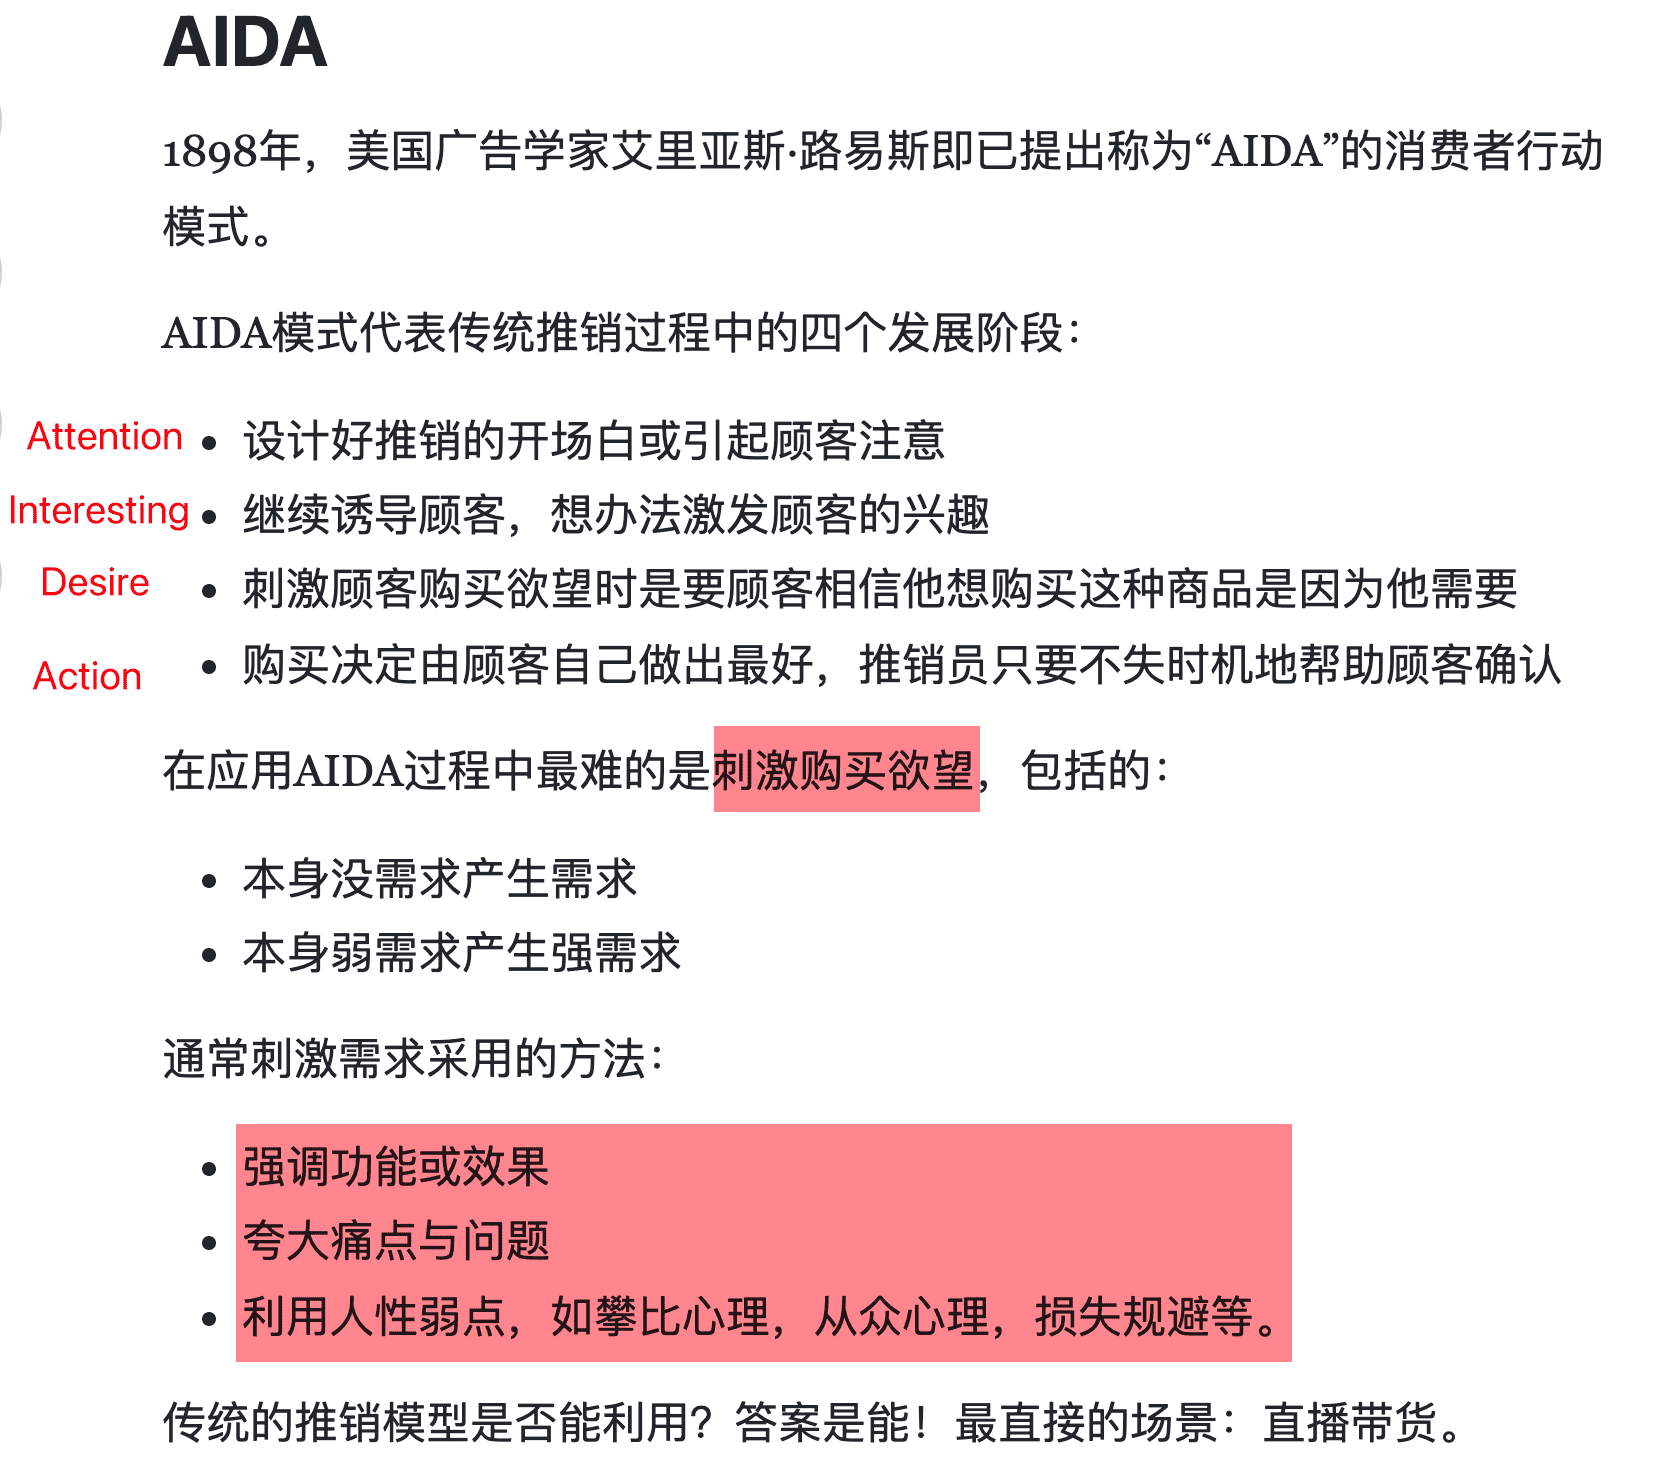 AIDA
1898年，美国广告学家艾里亚斯·路易斯即已提出称为“AIDA”的消费者行动
模式。
AIDA模式代表传统推销过程中的四个发展阶段：
Attention • 设计好推销的开场白或引起顾客注意
Interesting • 继续诱导顾客，想办法激发顾客的兴趣
Desire • 刺激顾客购买欲望时是要顾客相信他想购买这种商品是因为他需要
Action • 购买决定由顾客自己做出最好，推销员只要不失时机地帮助顾客确认
在应用AIDA过程中最难的是刺激购买欲望，包括的：
• 本身没需求产生需求
• 本身弱需求产生强需求
通常刺激需求采用的方法：
• 强调功能或效果
• 夸大痛点与问题
• 利用人性弱点，如攀比心理，从众心理，损失规避等。
传统的推销模型是否能利用？答案是能！最直接的场景：直播带货。